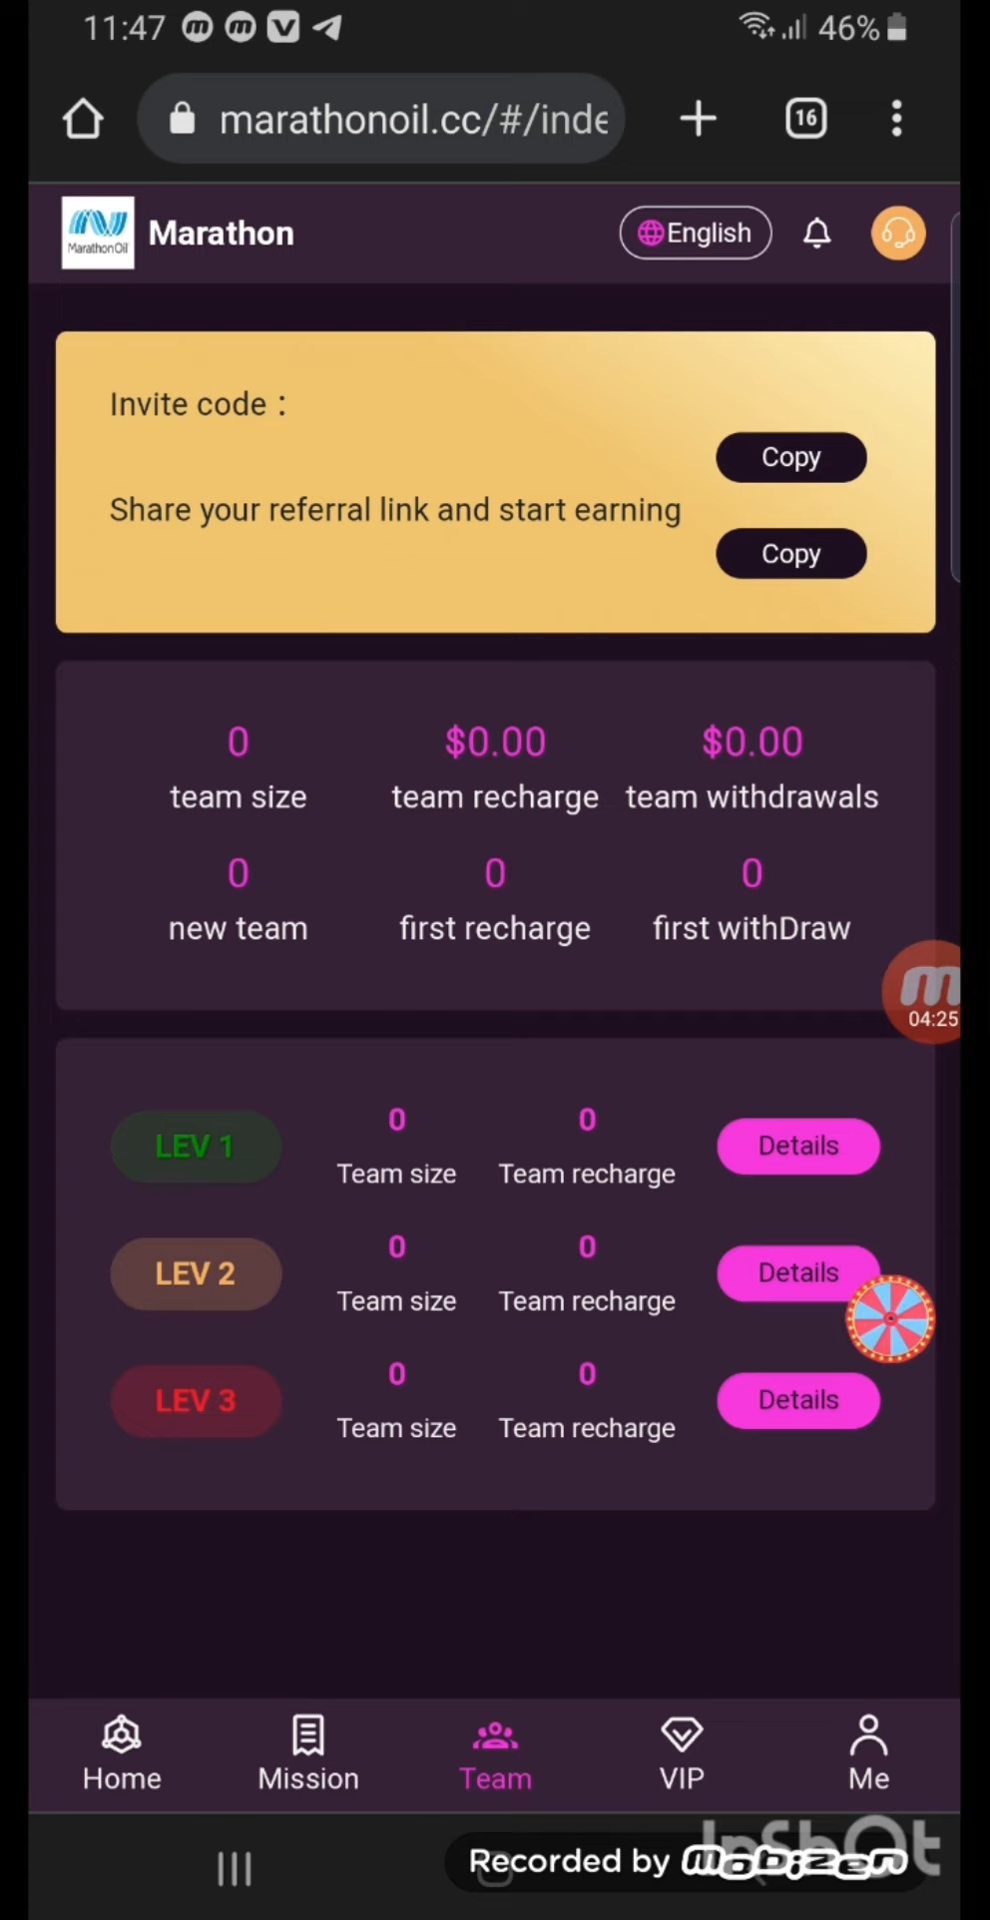 11:47
46%
marathonoil.cc/#/inde
16
MarathonOil
Marathon
English
Invite code :
Copy
Share your referral link and start earning
Copy
0 $0.00 $0.00
team size team recharge team withdrawals
0 0 0
new team first recharge first withDraw
04:25
LEV 1 0 0 Details
Team size Team recharge
LEV 2 0 0 Details
Team size Team recharge
LEV 3 0 0 Details
Team size Team recharge
Home Mission Team VIP Me
InShOt
Recorded by mobizen